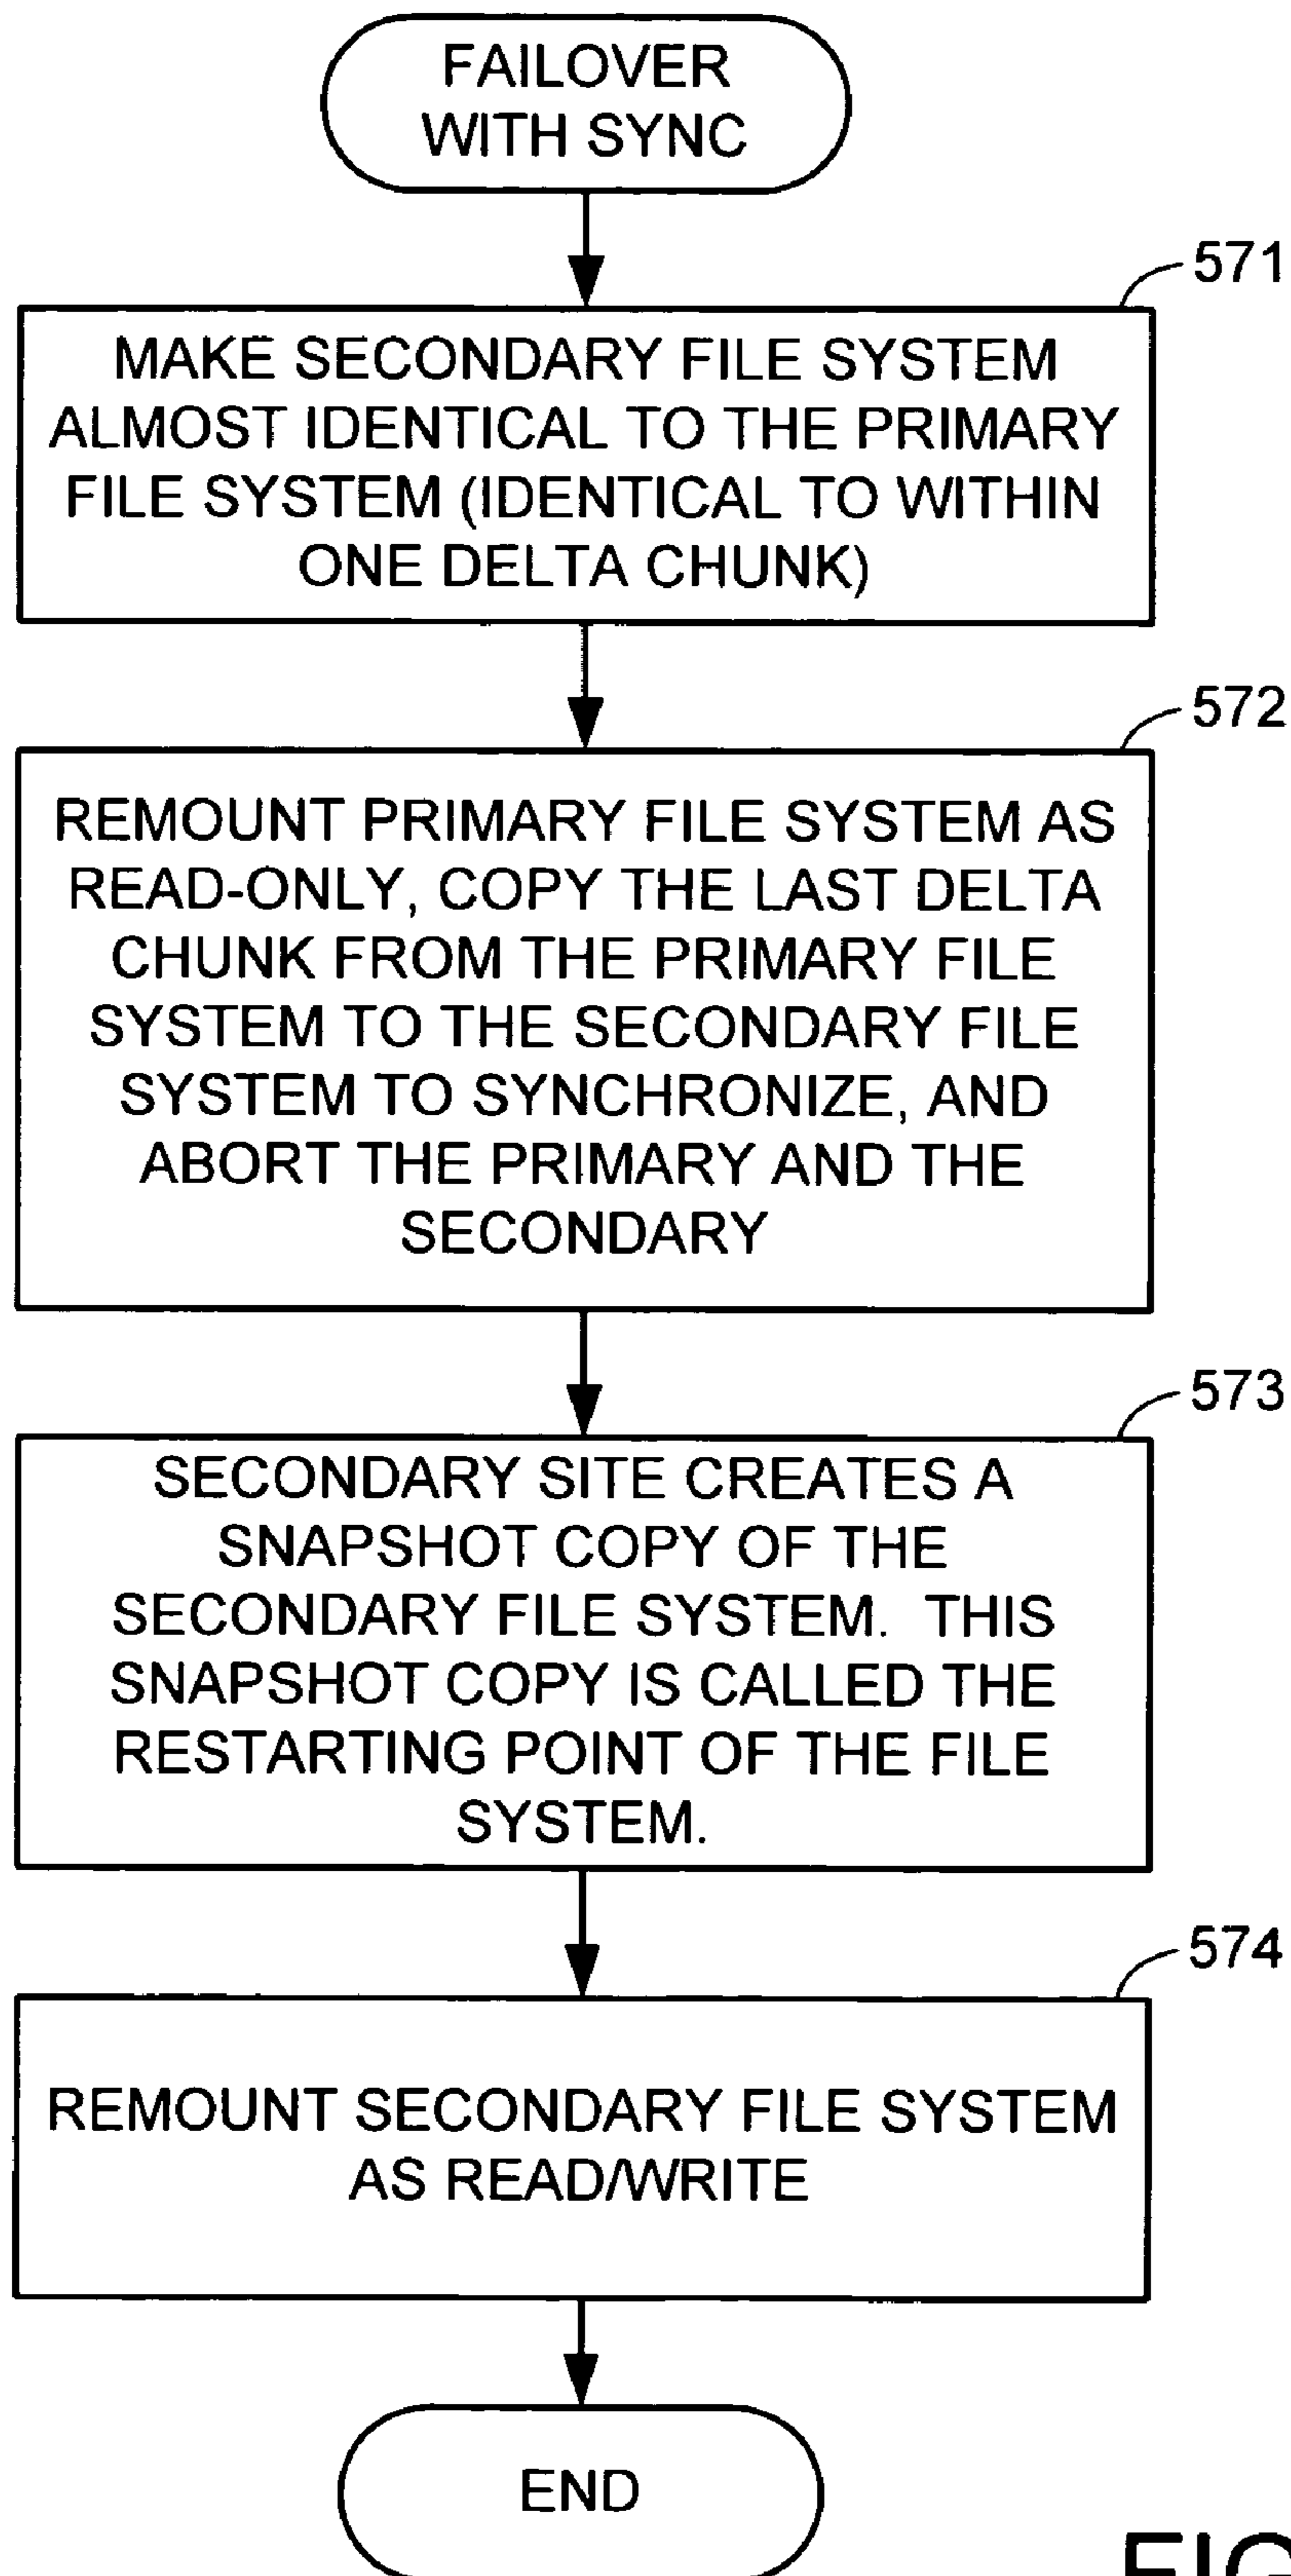 FAILOVER
WITH SYNC
571
MAKE SECONDARY FILE SYSTEM
ALMOST IDENTICAL TO THE PRIMARY
FILE SYSTEM (IDENTICAL TO WITHIN
ONE DELTA CHUNK)
572
REMOUNT PRIMARY FILE SYSTEM AS
READ-ONLY, COPY THE LAST DELTA
CHUNK FROM THE PRIMARY FILE
SYSTEM TO THE SECONDARY FILE
SYSTEM TO SYNCHRONIZE, AND
ABORT THE PRIMARY AND THE
SECONDARY
573
SECONDARY SITE CREATES A
SNAPSHOT COPY OF THE
SECONDARY FILE SYSTEM. THIS
SNAPSHOT COPY IS CALLED THE
RESTARTING POINT OF THE FILE
SYSTEM.
574
REMOUNT SECONDARY FILE SYSTEM
AS READ/WRITE
END